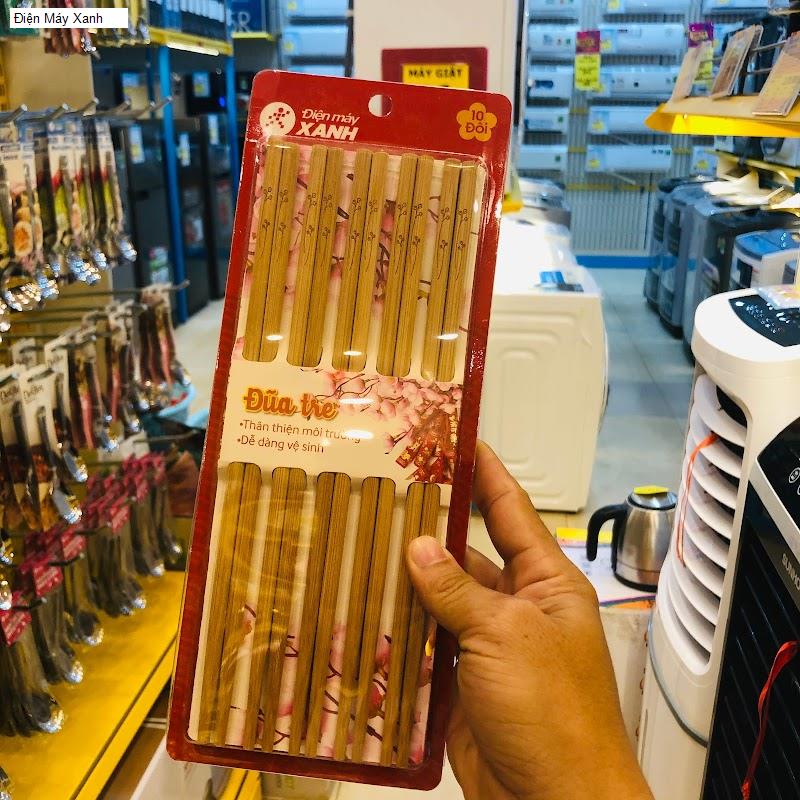 Điện Máy Xanh
MÁY GIẶT
Điện máy
XANH
10
Đôi
Đũa tre
•Thân thiện môi trường
•Dễ dàng vệ sinh